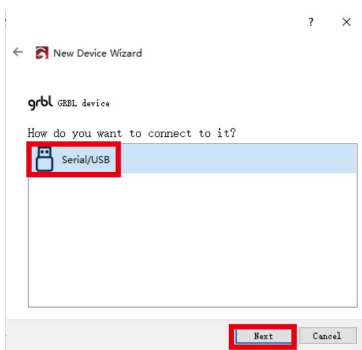 ?
New Device Wizard
grbl GRBL device
How do you want to connect to it?
Serial/USB
Next Cancel